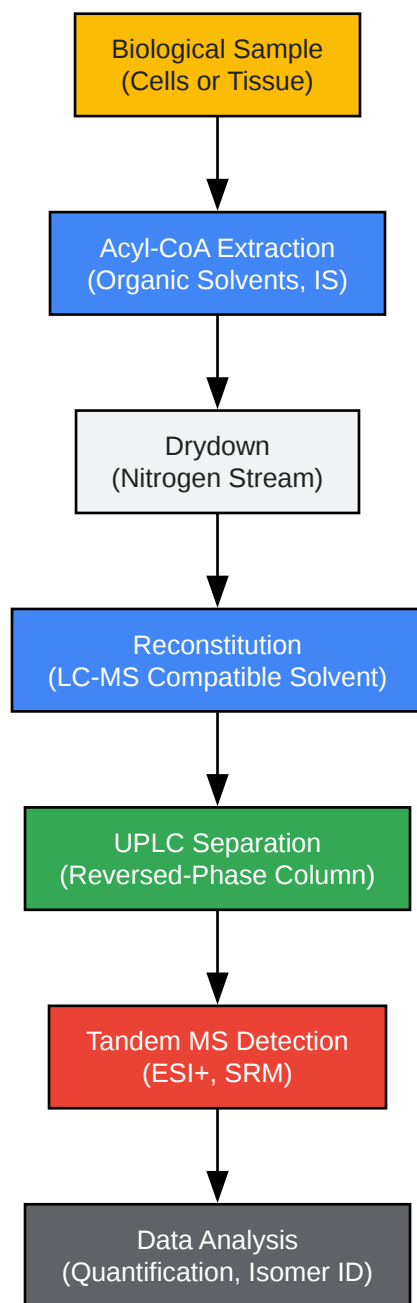 Biological Sample
(Cells or Tissue)
Acyl-CoA Extraction
(Organic Solvents, IS)
Drydown
(Nitrogen Stream)
Reconstitution
(LC-MS Compatible Solvent)
UPLC Separation
(Reversed-Phase Column)
Tandem MS Detection
(ESI+, SRM)
Data Analysis
(Quantification, Isomer ID)